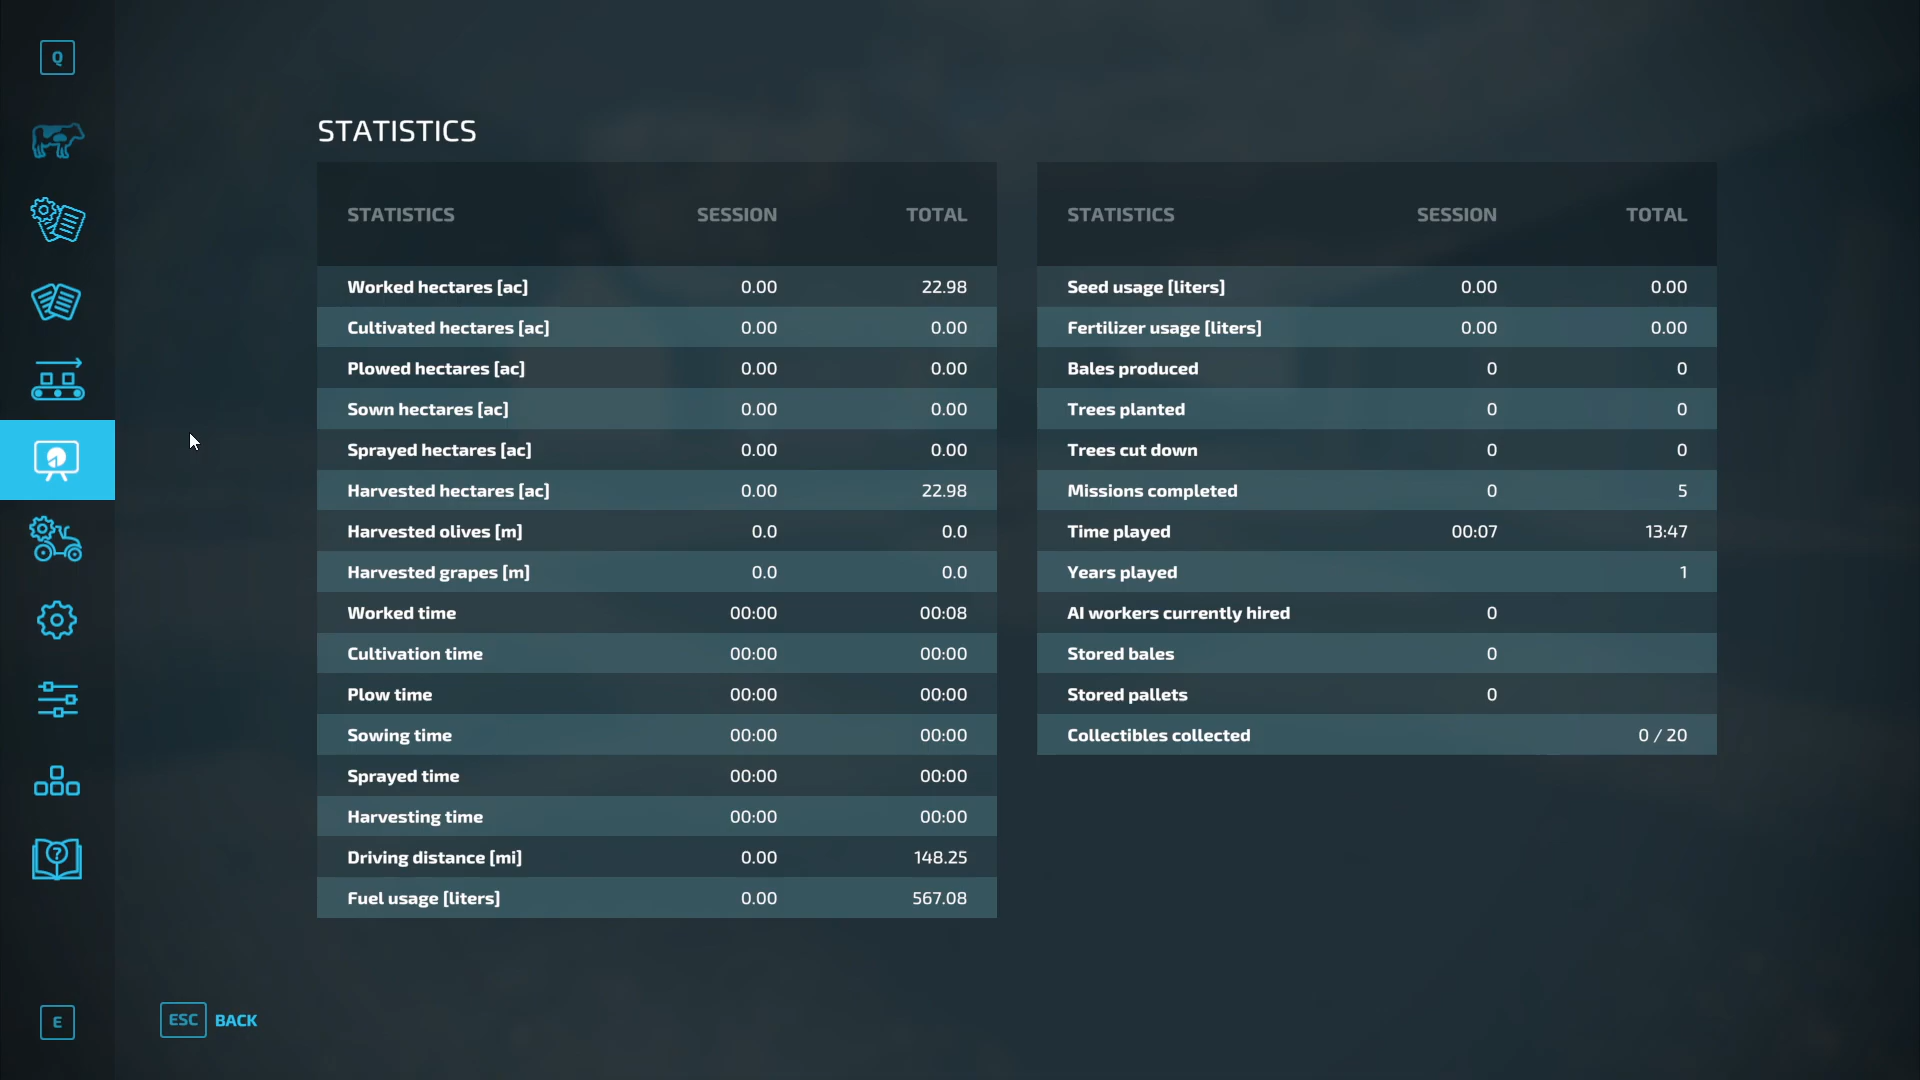 Q
STATISTICS
STATISTICS SESSION TOTAL
Worked hectares [ac] 0.00 22.98
Cultivated hectares [ac] 0.00 0.00
Plowed hectares [ac] 0.00 0.00
Sown hectares [ac] 0.00 0.00
Sprayed hectares [ac] 0.00 0.00
Harvested hectares [ac] 0.00 22.98
Harvested olives [m] 0.0 0.0
Harvested grapes [m] 0.0 0.0
Worked time 00:00 00:08
Cultivation time 00:00 00:00
Plow time 00:00 00:00
Sowing time 00:00 00:00
Sprayed time 00:00 00:00
Harvesting time 00:00 00:00
Driving distance [mi] 0.00 148.25
Fuel usage [liters] 0.00 567.08
STATISTICS SESSION TOTAL
Seed usage [liters] 0.00 0.00
Fertilizer usage [liters] 0.00 0.00
Bales produced 0 0
Trees planted 0 0
Trees cut down 0 0
Missions completed 0 5
Time played 00:07 13:47
Years played 1
AI workers currently hired 0
Stored bales 0
Stored pallets 0
Collectibles collected 0 / 20
?
E
ESC BACK